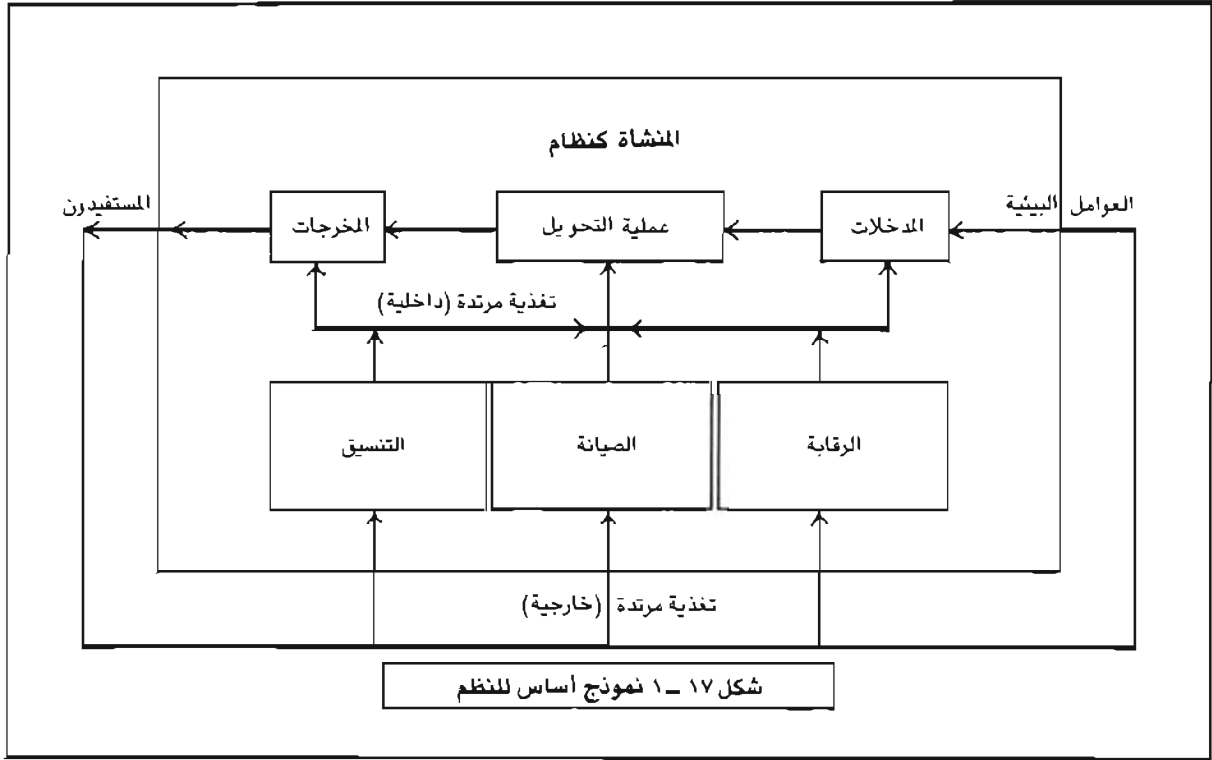 المنشأة كنظام
العوامل البيئية
المدخلات
عملية التحويل
المخرجات
المستفيدون
تغذية مرتدة (داخلية)
الرقابة
الصيانة
التنسيق
تغذية مرتدة (خارجية)
شكل ١٧ – ١ نموذج أساس للنظم